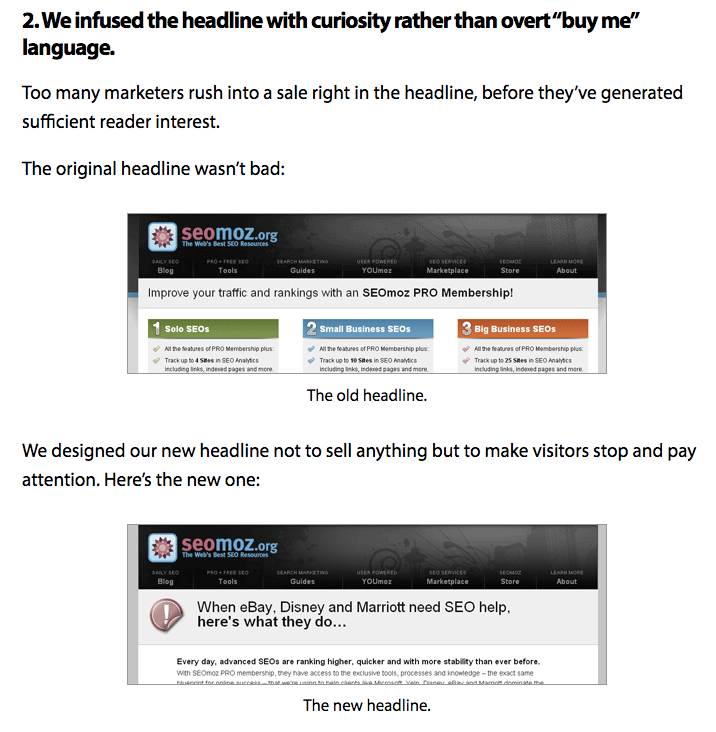 2. We infused the headline with curiosity rather than overt “buy me”
language.
Too many marketers rush into a sale right in the headline, before they’ve generated
sufficient reader interest.
The original headline wasn’t bad:
seomoz.org
The Web's Best SEO Resources
DAILY SEO PRO + FREE SEO SEARCH MARKETING USER POWERED SEO SERVICES SEOMOZ LEARN MORE
Blog Tools Guides YOUmoz Marketplace Store About
Improve your traffic and rankings with an SEOmoz PRO Membership!
1 Solo SEOs 2 Small Business SEOs 3 Big Business SEOs
All the features of PRO Membership plus: All the features of PRO Membership plus: All the features of PRO Membership plus:
Track up to 4 Sites in SEO Analytics Track up to 10 Sites in SEO Analytics Track up to 25 Sites in SEO Analytics
including links, indexed pages and more. including links, indexed pages and more. including links, indexed pages and more.
The old headline.
We designed our new headline not to sell anything but to make visitors stop and pay
attention. Here’s the new one:
seomoz.org
The Web's Best SEO Resources
DAILY SEO PRO + FREE SEO SEARCH MARKETING USER POWERED SEO SERVICES SEOMOZ LEARN MORE
Blog Tools Guides YOUmoz Marketplace Store About
! When eBay, Disney and Marriott need SEO help,
here's what they do...
Every day, advanced SEOs are ranking higher, quicker and with more stability than ever before.
With SEOmoz PRO membership, they have access to the exclusive tools, processes and knowledge – the exact same
blueprint for online success – that we're using to help clients like Microsoft, Yelp, Disney, eBay and Marriott dominate the
The new headline.